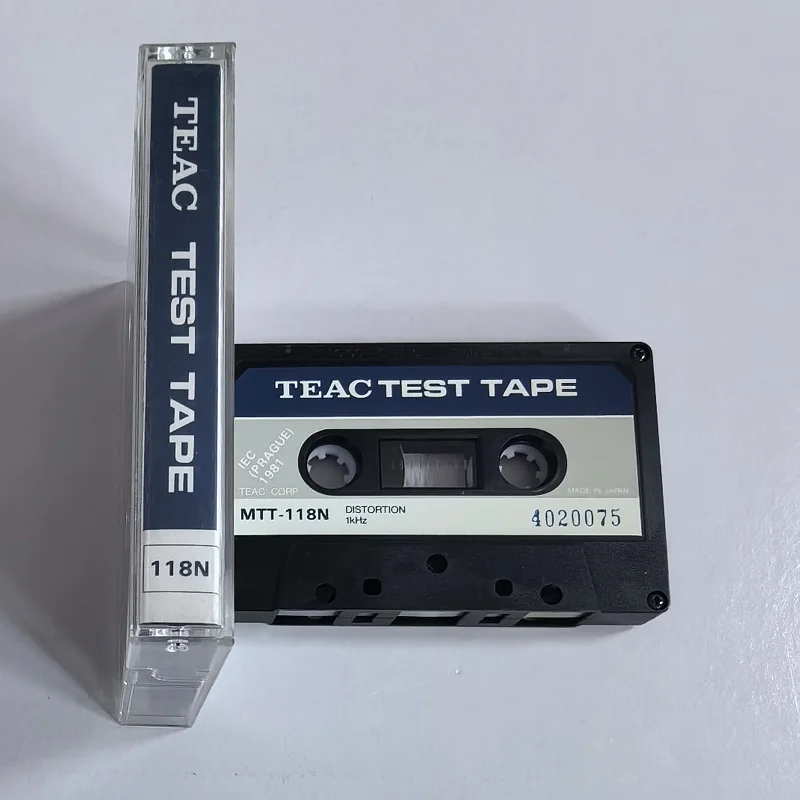 TEAC TEST TAPE
118N
TEAC TEST TAPE
IEC
(PRAGUE)
1981
TEAC CORP
MADE IN JAPAN
MTT-118N
DISTORTION
1kHz
4020075